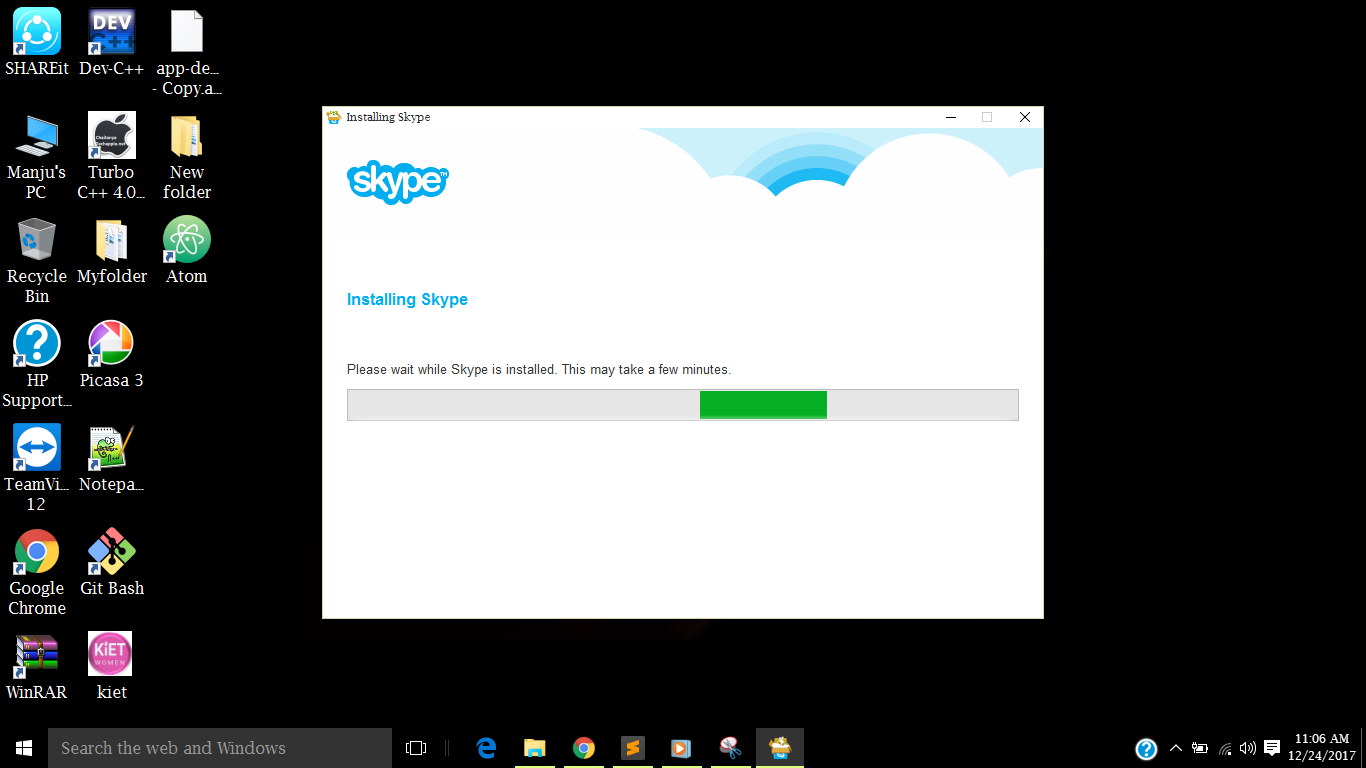 SHAREit
DEV
C++
Dev-C++
app-de...
- Copy.a...
Manju's
PC
Chaitanya
Turbo
C++ 4.0...
New
folder
Recycle
Bin
Myfolder
Atom
HP
Support...
Picasa 3
TeamVi...
12
Notepa...
Google
Chrome
Git Bash
WinRAR
KiET
WOMEN
kiet
Installing Skype
skype™
Installing Skype
Please wait while Skype is installed. This may take a few minutes.
Search the web and Windows
11:06 AM
12/24/2017